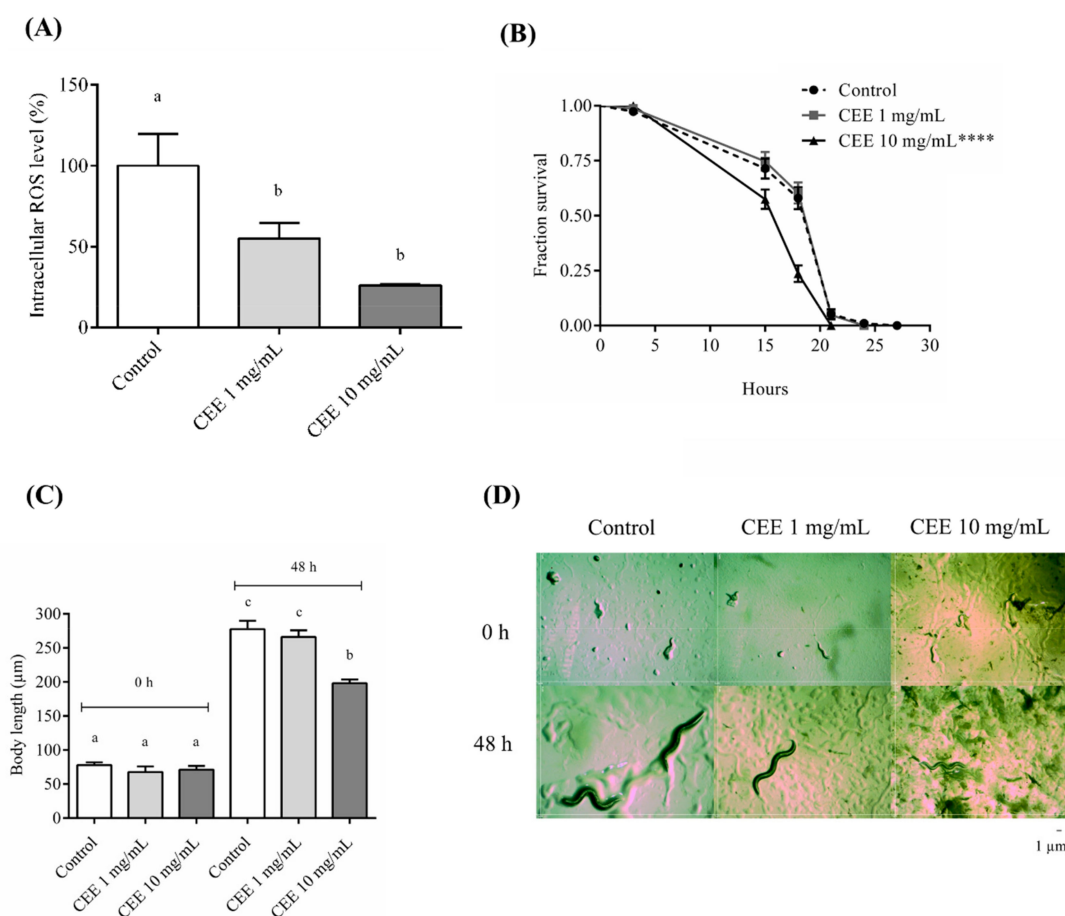 (A)
Intracellular ROS level (%)
150
100
50
0
a
b
b
Control
CEE 1 mg/mL
CEE 10 mg/mL
(B)
Control
CEE 1 mg/mL
CEE 10 mg/mL****
Fraction survival
1.00
0.75
0.50
0.25
0.00
0 5 10 15 20 25 30
Hours
(C)
Body length (µm)
300
250
200
150
100
50
0
0 h
a a a
48 h
c c b
Control
CEE 1 mg/mL
CEE 10 mg/mL
Control
CEE 1 mg/mL
CEE 10 mg/mL
(D)
Control CEE 1 mg/mL CEE 10 mg/mL
0 h
48 h
1 µm